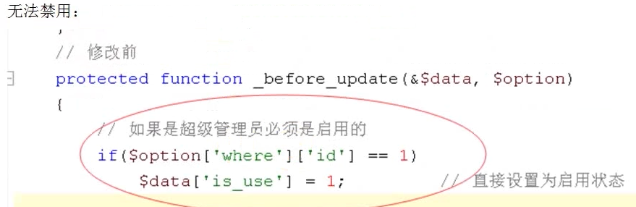 无法禁用：
// 修改前
protected function _before_update(&$data, $option)
{
// 如果是超级管理员必须是启用的
if($option['where']['id'] == 1)
$data['is_use'] = 1; // 直接设置为启用状态